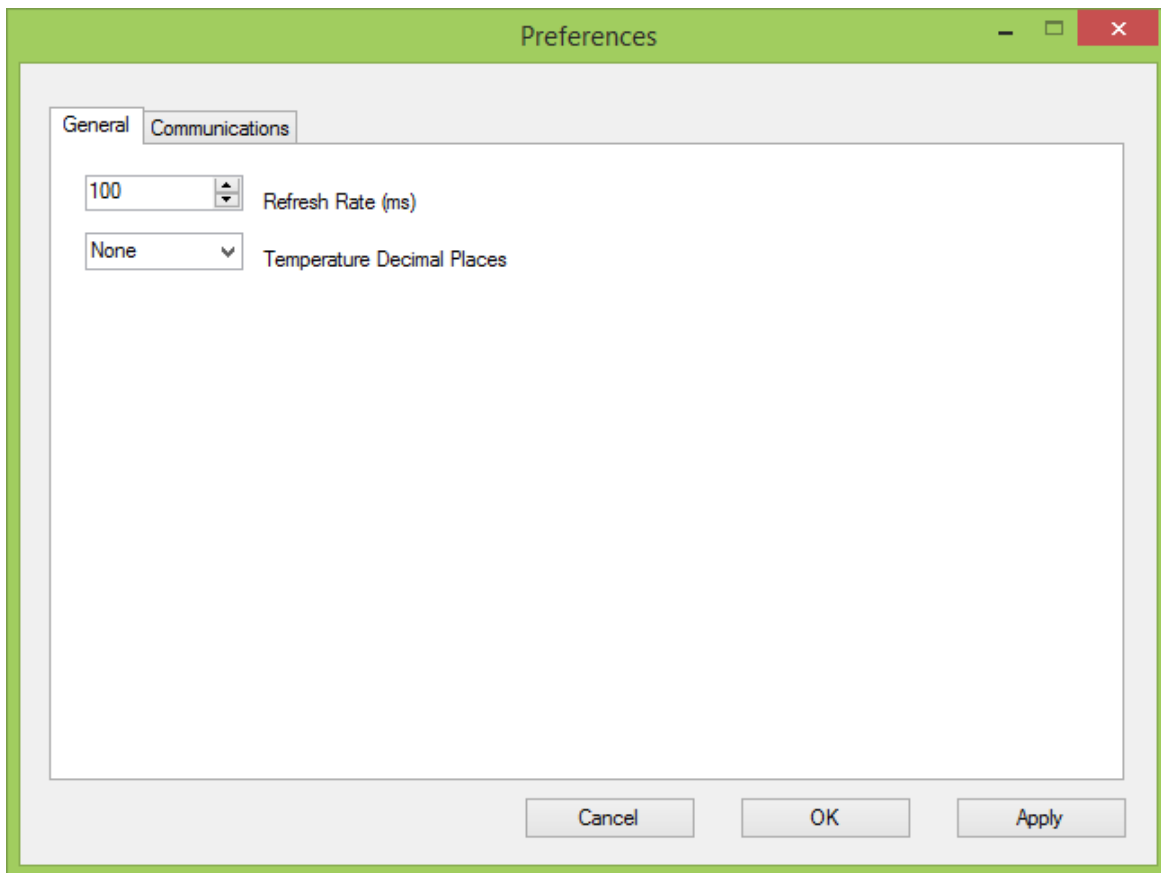 Preferences
General Communications
100 Refresh Rate (ms)
None Temperature Decimal Places
Cancel OK Apply